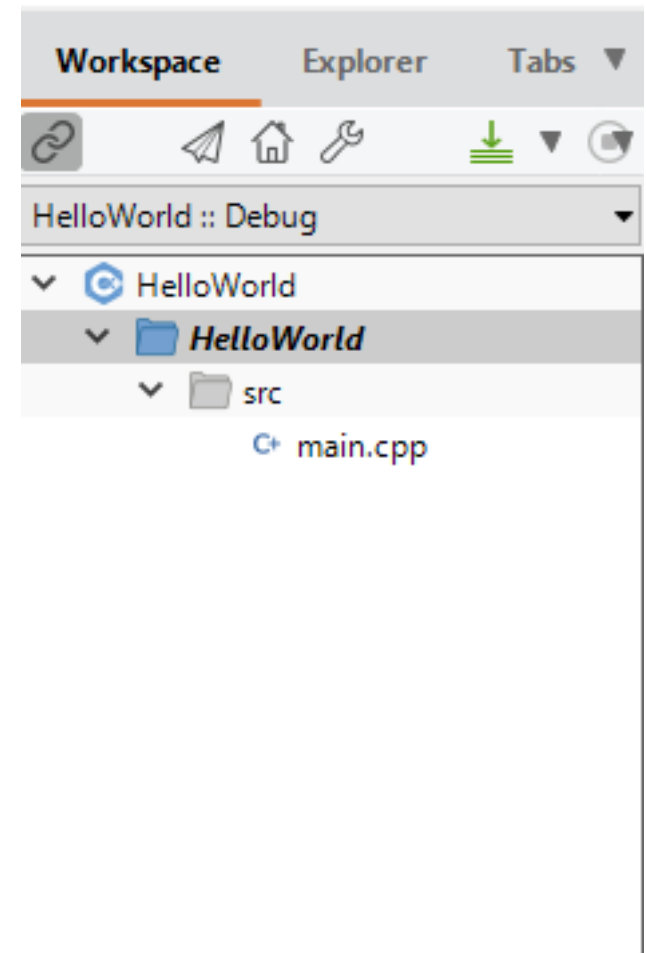 Workspace Explorer Tabs
HelloWorld :: Debug
HelloWorld
HelloWorld
src
main.cpp